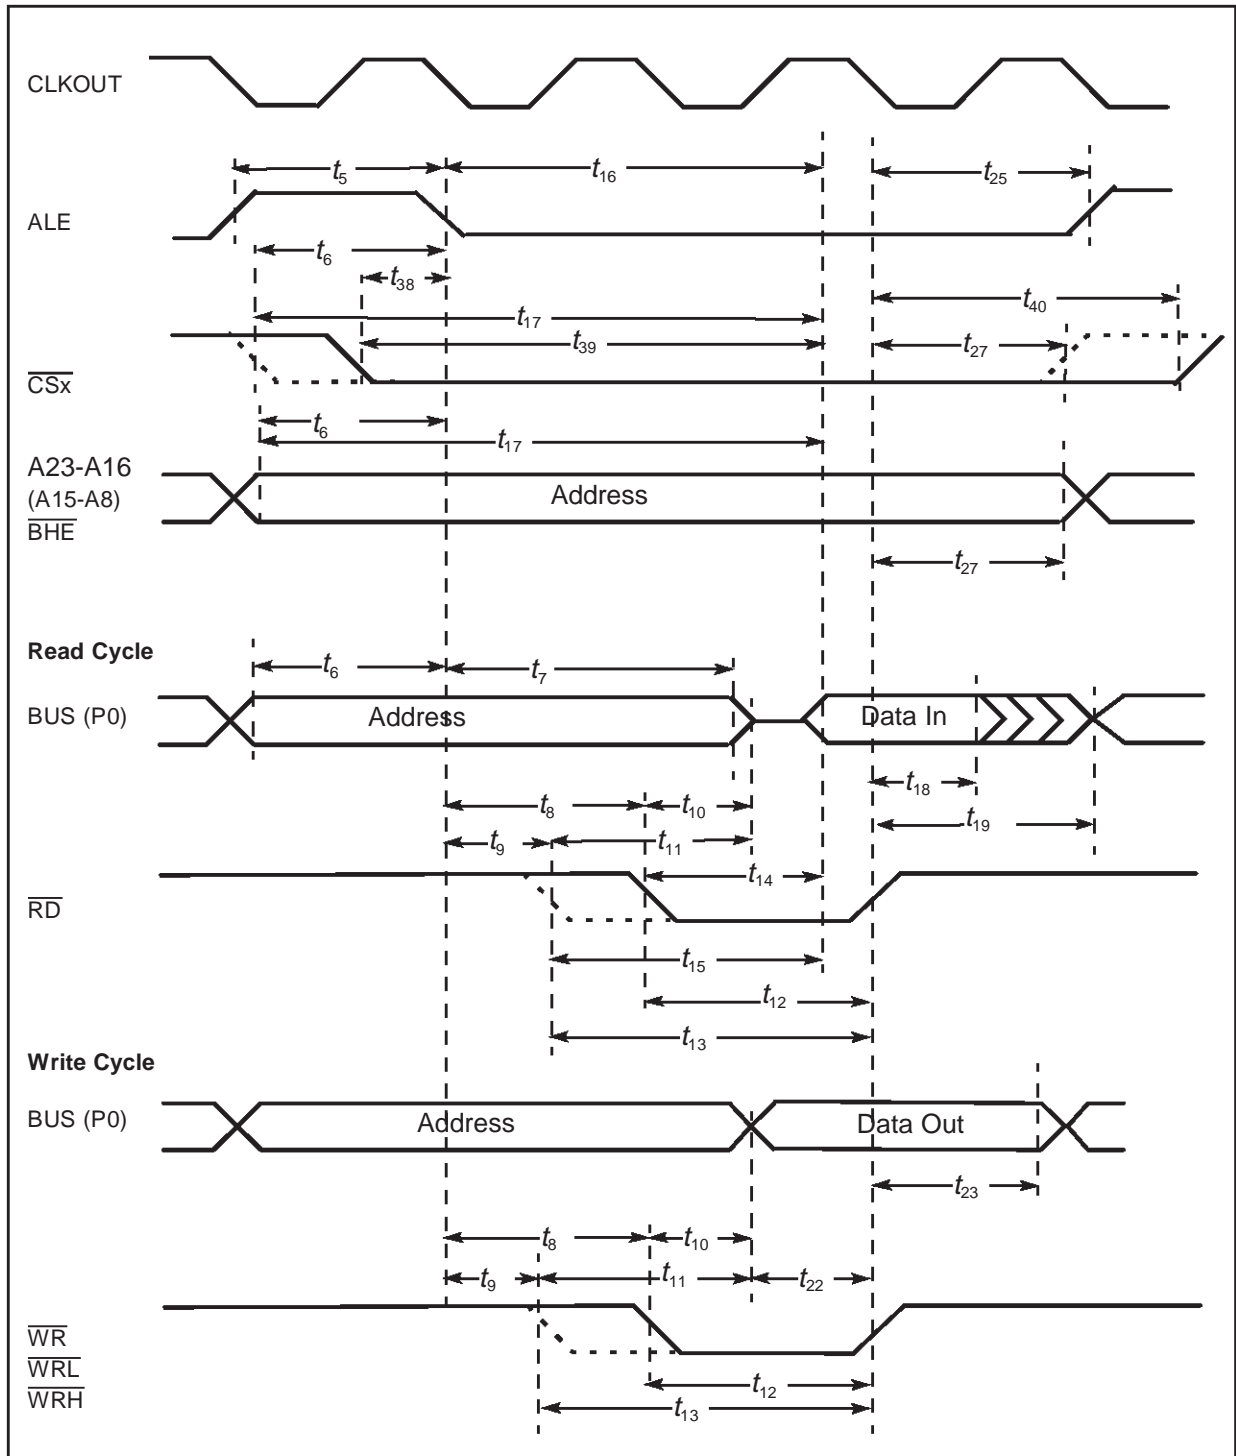 CLKOUT
t5 t16 t25
ALE
t6
t38
t40
t17
t39 t27
CSx
t6
t17
A23-A16
(A15-A8) Address
BHE
t27
Read Cycle
t6 t7
BUS (P0) Address Data In
t18
t8 t10
t19
t9 t11
t14
RD
t15
t12
t13
Write Cycle
BUS (P0) Address Data Out
t23
t8 t10
t9 t11 t22
WR
WRL
t12
WRH
t13